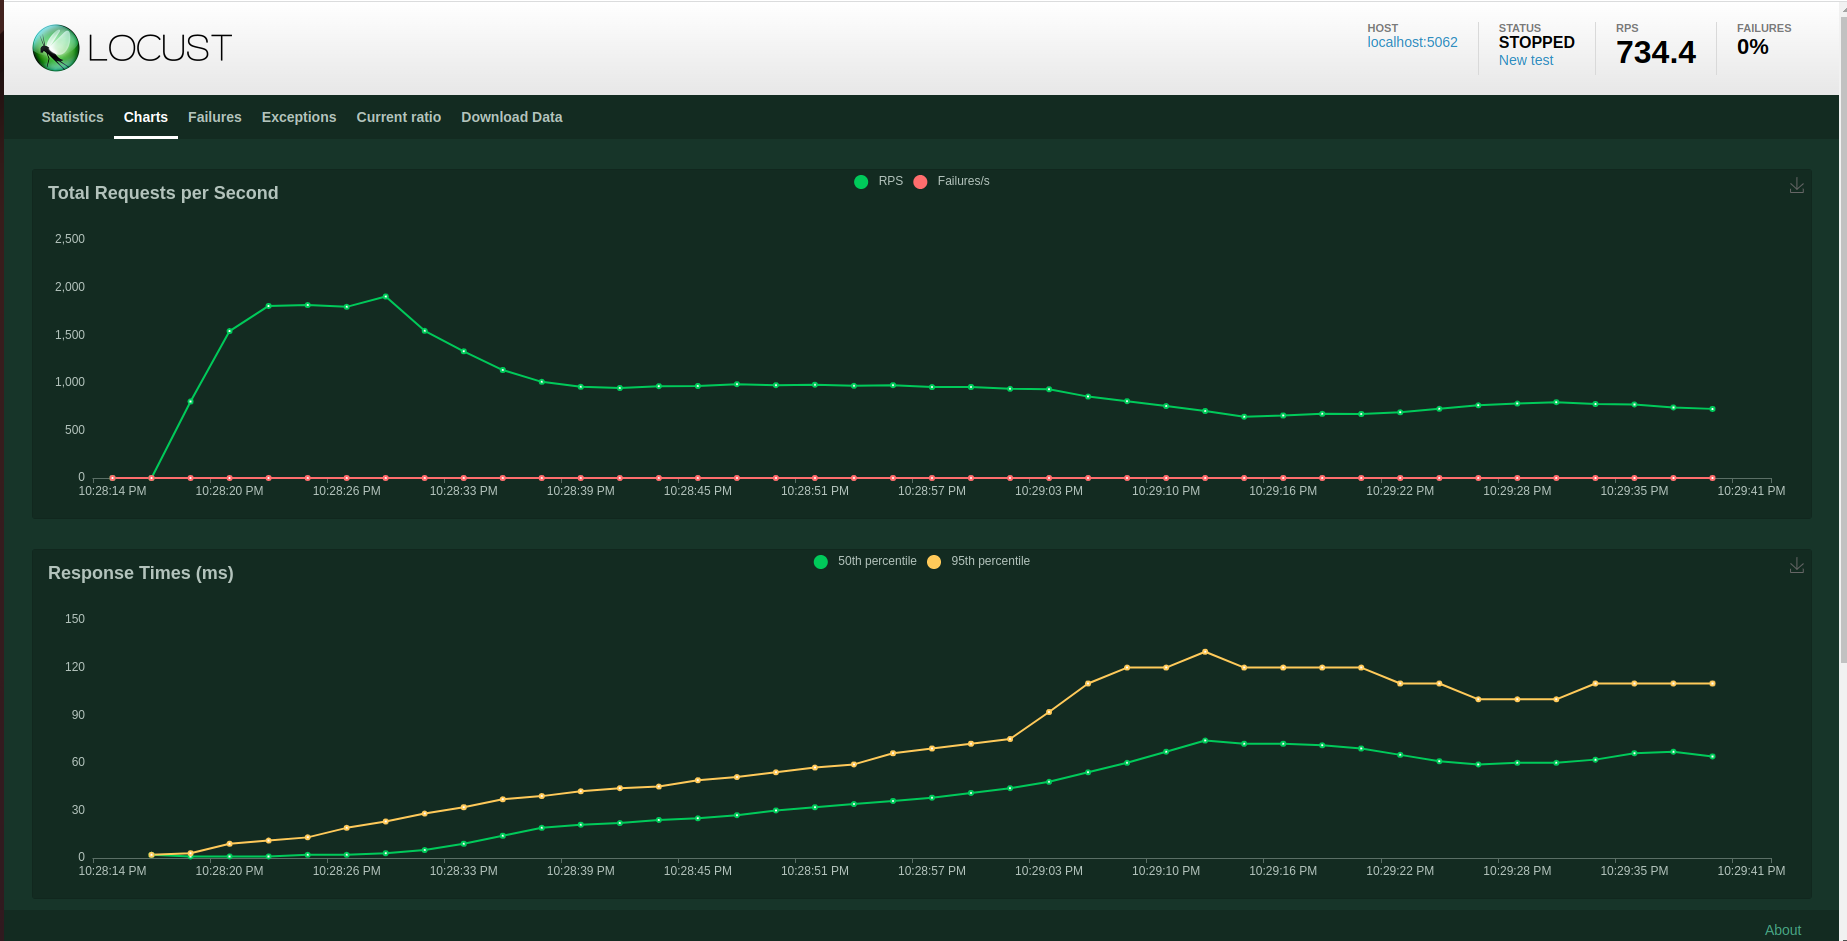 LOCUST
HOST
localhost:5062
STATUS
STOPPED
New test
RPS
734.4
FAILURES
0%
Statistics Charts Failures Exceptions Current ratio Download Data
Total Requests per Second
RPS Failures/s
2,500
2,000
1,500
1,000
500
0
10:28:14 PM 10:28:20 PM 10:28:26 PM 10:28:33 PM 10:28:39 PM 10:28:45 PM 10:28:51 PM 10:28:57 PM 10:29:03 PM 10:29:10 PM 10:29:16 PM 10:29:22 PM 10:29:28 PM 10:29:35 PM 10:29:41 PM
Response Times (ms)
50th percentile 95th percentile
150
120
90
60
30
0
10:28:14 PM 10:28:20 PM 10:28:26 PM 10:28:33 PM 10:28:39 PM 10:28:45 PM 10:28:51 PM 10:28:57 PM 10:29:03 PM 10:29:10 PM 10:29:16 PM 10:29:22 PM 10:29:28 PM 10:29:35 PM 10:29:41 PM
About